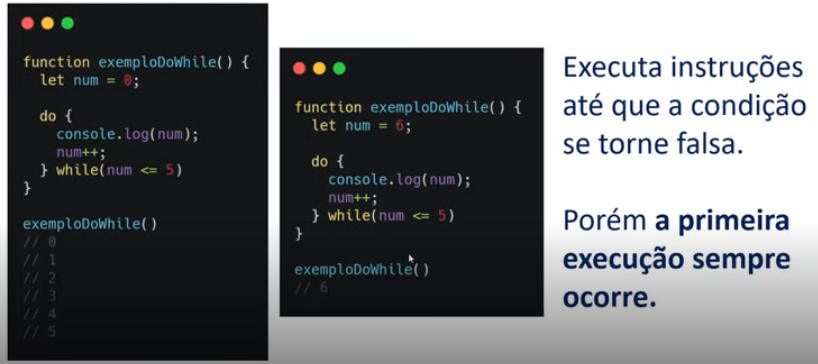 function exemploDoWhile() {
let num = 0;
do {
console.log(num);
num++;
} while(num <= 5)
}
exemploDoWhile()
// 0
// 1
// 2
// 3
// 4
// 5
function exemploDoWhile() {
let num = 6;
do {
console.log(num);
num++;
} while(num <= 5)
}
exemploDoWhile()
// 6
Executa instruções
até que a condição
se torne falsa.
Porém a primeira
execução sempre
ocorre.